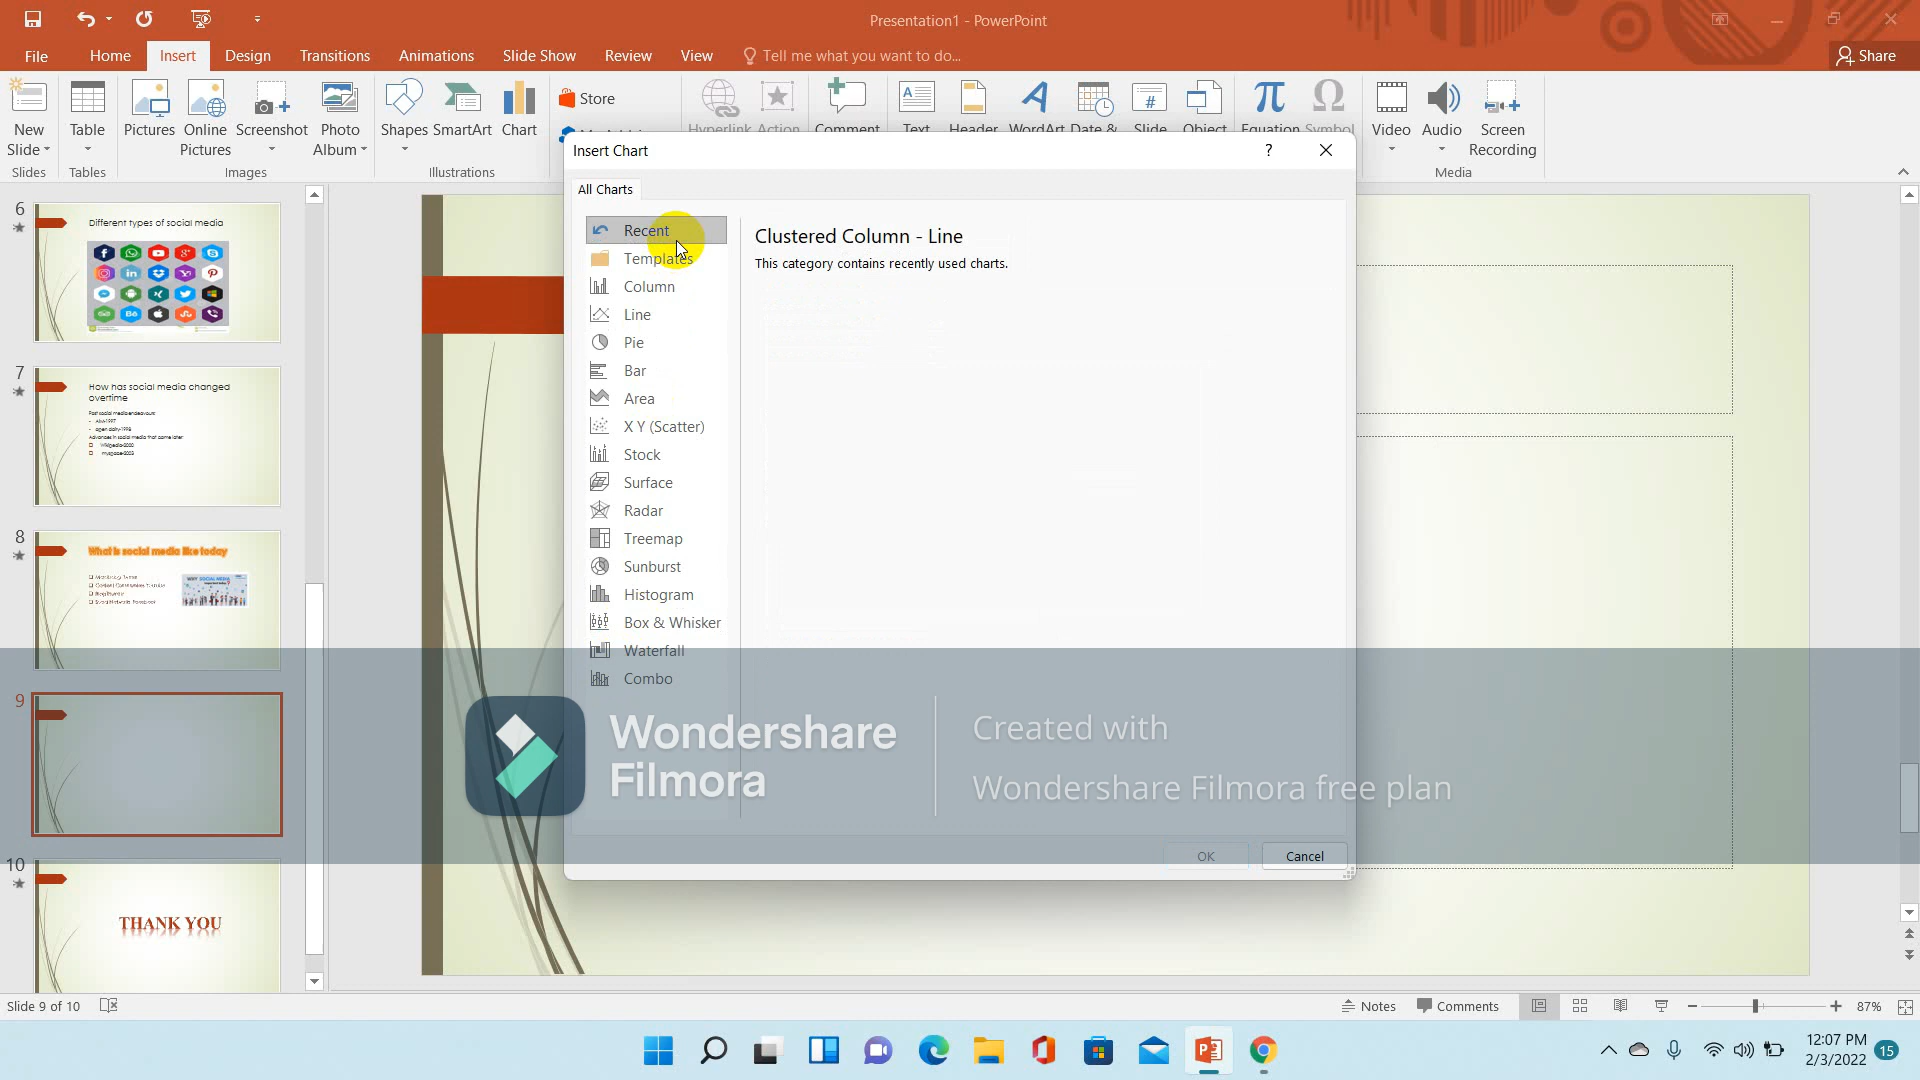 Presentation1 - PowerPoint
File Home Insert Design Transitions Animations Slide Show Review View Tell me what you want to do... Share
Store
New Slide
Table
Pictures
Online Pictures
Screenshot
Photo Album
Shapes
SmartArt
Chart
Hyperlink Action
Comment
Text
Header
WordArt
Date &
Slide
Object
Equation
Symbol
Video
Audio
Screen Recording
Slides Tables Images Illustrations Media
Insert Chart
?
All Charts
Recent
Templates
Column
Line
Pie
Bar
Area
X Y (Scatter)
Stock
Surface
Radar
Treemap
Sunburst
Histogram
Box & Whisker
Waterfall
Combo
Clustered Column - Line
This category contains recently used charts.
OK Cancel
6
Different types of social media
7
How has social media changed
overtime
8
What is social media like today
9
10
THANK YOU
Wondershare
Filmora
Created with
Wondershare Filmora free plan
Slide 9 of 10
Notes Comments 87%
12:07 PM
2/3/2022
15